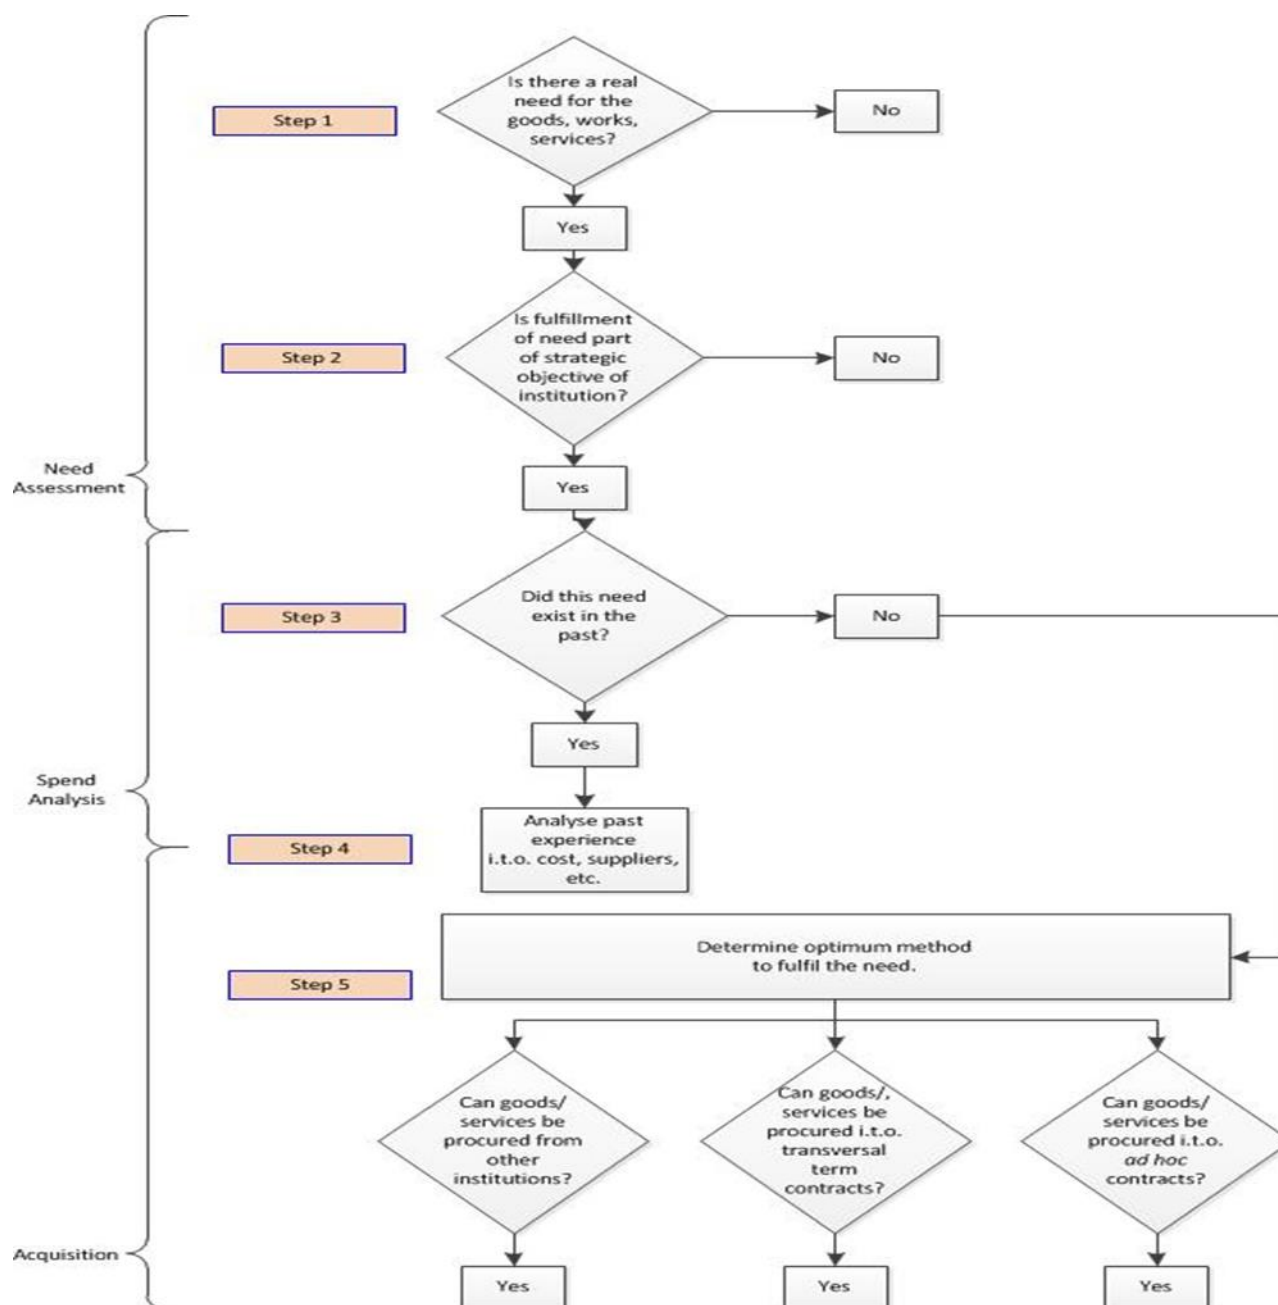 Is there a real
need for the
goods, works,
services?
Step 1
No
Yes
Is fulfillment
of need part
of strategic
objective of
institution?
Step 2
No
Need
Assessment
Yes
Did this need
exist in the
past?
Step 3
No
Yes
Spend
Analysis
Analyse past
experience
i.t.o. cost, suppliers,
etc.
Step 4
Determine optimum method
to fulfil the need.
Step 5
Can goods/
services be
procured from
other
institutions?
Can goods/,
services be
procured i.t.o.
transversal
term
contracts?
Can goods/
services be
procured i.t.o.
ad hoc
contracts?
Acquisition
Yes
Yes
Yes